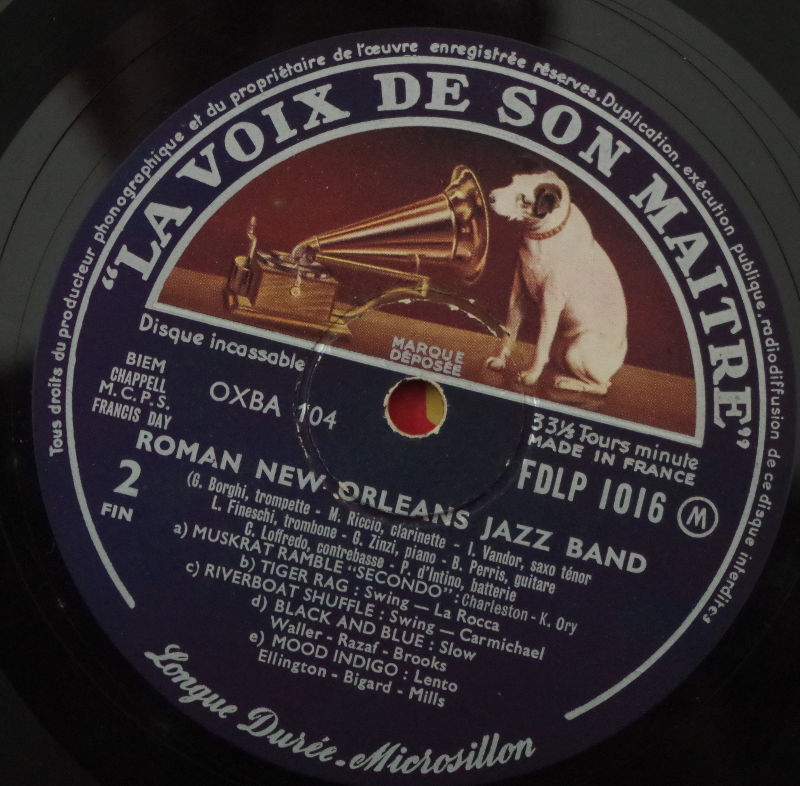 Tous droits du producteur phonographique et du propriétaire de l'œuvre enregistrée réservés. Duplication, exécution publique, radiodiffusion de ce disque interdites
"LA VOIX DE SON MAITRE"
MARQUE
DÉPOSÉE
Disque incassable
BIEM
CHAPPELL
M.C.P.S.
FRANCIS DAY
OXBA 104
33⅓ Tours minute
MADE IN FRANCE
FDLP 1016 W
2
FIN
ROMAN NEW-ORLEANS JAZZ BAND
(G. Borghi, trompette - M. Riccio, clarinette - I. Vandor, saxo ténor
L. Fineschi, trombone - G. Zinzi, piano - B. Perris, guitare
C. Loffredo, contrebasse - P. d'Intino, batterie
a) MUSKRAT RAMBLE "SECONDO" : Charleston - K. Ory
b) TIGER RAG : Swing — La Rocca
c) RIVERBOAT SHUFFLE : Swing — Carmichael
d) BLACK AND BLUE : Slow
Waller - Razaf - Brooks
e) MOOD INDIGO : Lento
Ellington - Bigard - Mills
Longue Durée - Microsillon